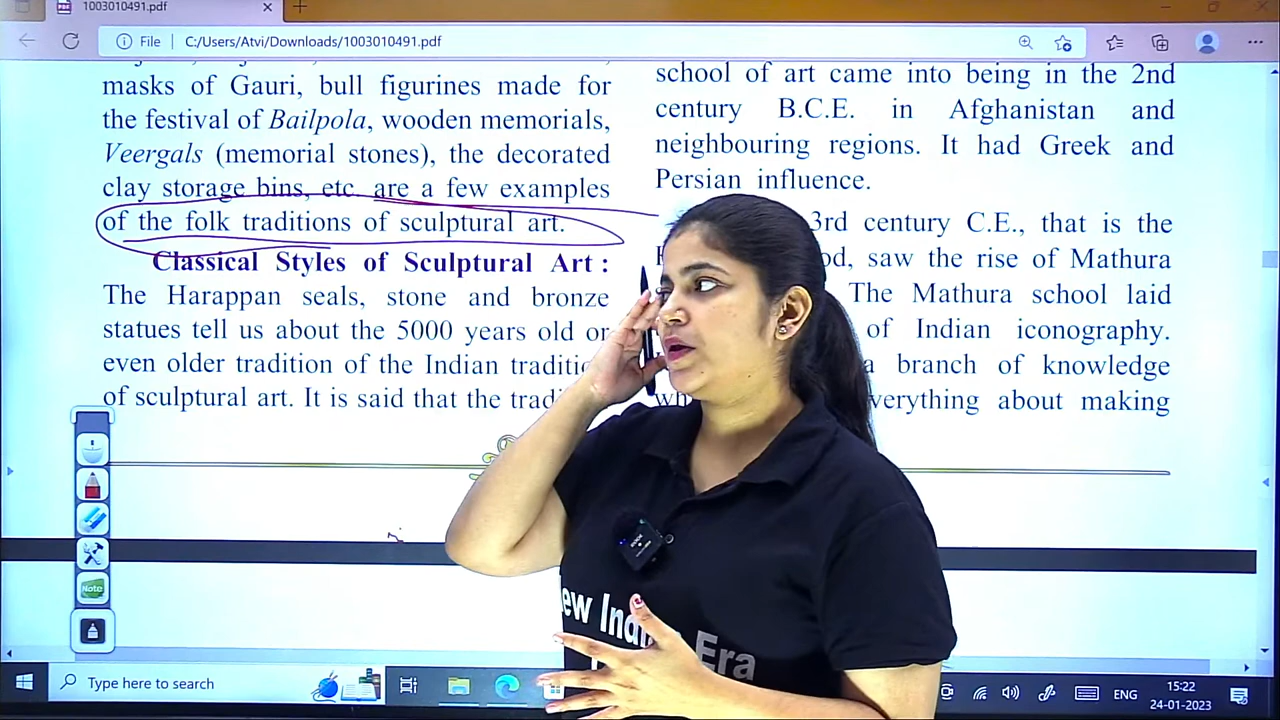 1003010491.pdf
File | C:/Users/Atvi/Downloads/1003010491.pdf
masks of Gauri, bull figurines made for
the festival of Bailpola, wooden memorials,
Veergals (memorial stones), the decorated
clay storage bins, etc. are a few examples
of the folk traditions of sculptural art.
Classical Styles of Sculptural Art :
The Harappan seals, stone and bronze
statues tell us about the 5000 years old or
even older tradition of the Indian
of sculptural art. It is said that the
school of art came into being in the 2nd
century B.C.E. in Afghanistan and
neighbouring regions. It had Greek and
Persian influence.
3rd century C.E., that is the
saw the rise of Mathura
The Mathura school laid
of Indian iconography.
a branch of knowledge
about making
Era
Note
Type here to search
ENG
15:22
24-01-2023